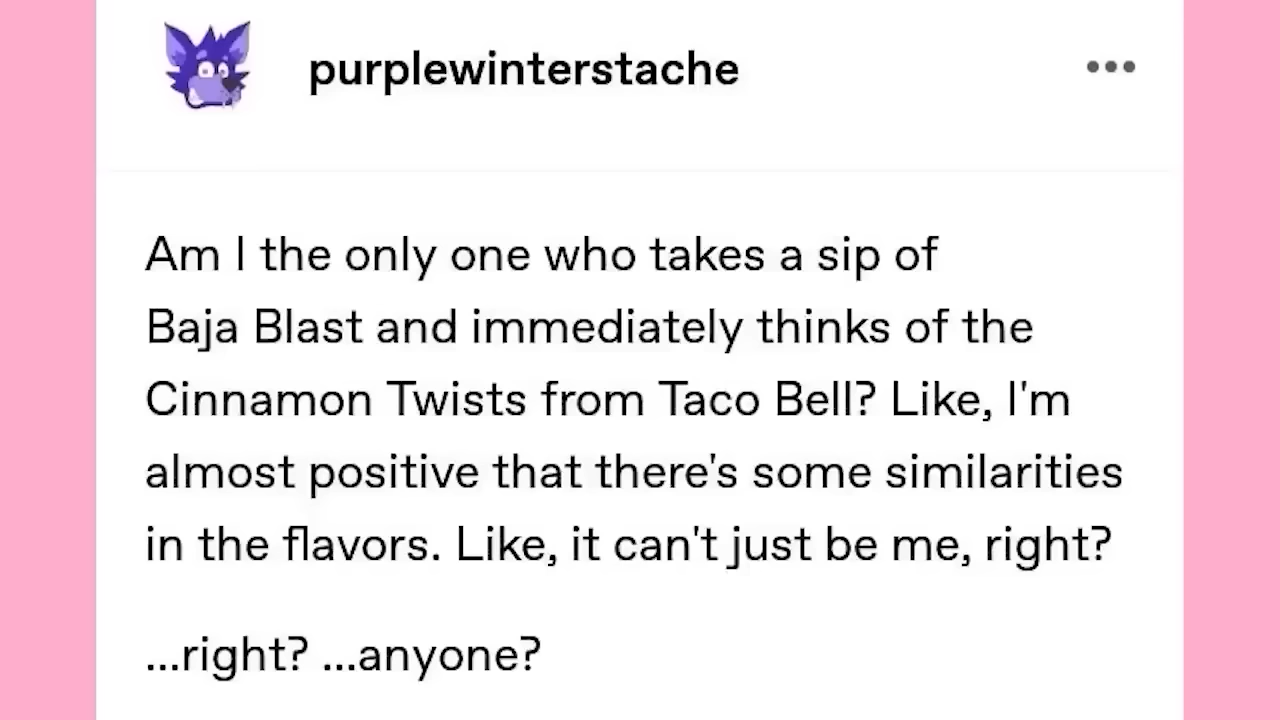 purplewinterstache
Am I the only one who takes a sip of
Baja Blast and immediately thinks of the
Cinnamon Twists from Taco Bell? Like, I'm
almost positive that there's some similarities
in the flavors. Like, it can't just be me, right?
...right? ...anyone?